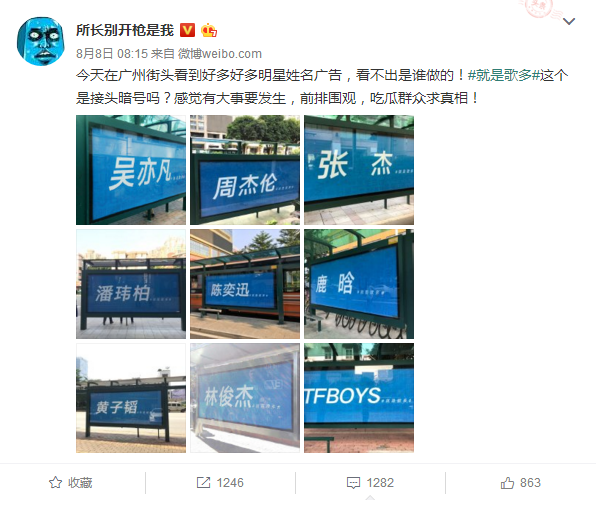 所长别开枪是我
8月8日 08:15 来自 微博weibo.com
今天在广州街头看到好多好多明星姓名广告，看不出是谁做的！#就是歌多#这个
是接头暗号吗？感觉有大事要发生，前排围观，吃瓜群众求真相！
吴亦凡
周杰伦
张 杰
潘玮柏
陈奕迅
鹿 晗
黄子韬
林俊杰
TFBOYS
收藏
1246
1282
863